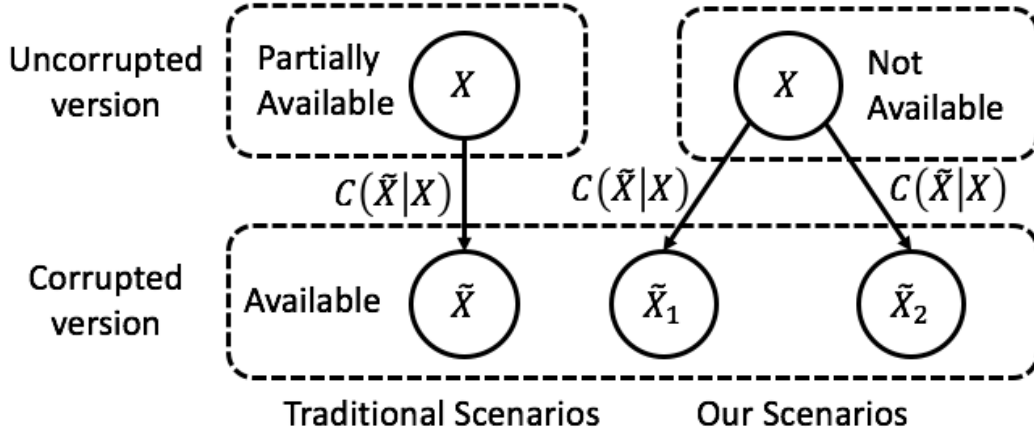 Uncorrupted
version
Partially
Available
X
X
Not
Available
C(X̃|X)
C(X̃|X)
C(X̃|X)
Corrupted
version
Available
X̃
X̃₁
X̃₂
Traditional Scenarios
Our Scenarios